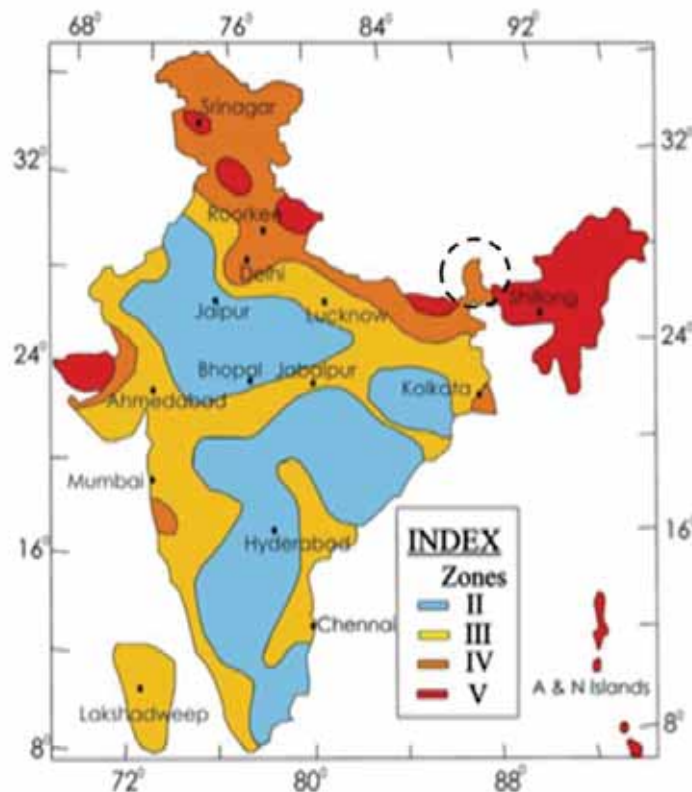 68⁰ 76⁰ 84⁰ 92⁰
Srinagar
32⁰ 32⁰
Roorkee
Delhi
Shillong
Jaipur Lucknow
24⁰ 24⁰
Bhopal Jabalpur
Kolkata
Ahmedabad
Mumbai
Hyderabad
16⁰ 16⁰
INDEX
Zones
II
III
IV
V
Chennai
A & N Islands
Lakshadweep
8⁰ 8⁰
72⁰ 80⁰ 88⁰